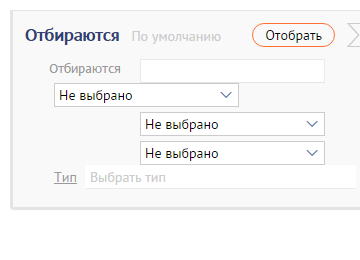 Отбираются По умолчанию Отобрать
Отбираются
Не выбрано
Не выбрано
Не выбрано
Тип Выбрать тип